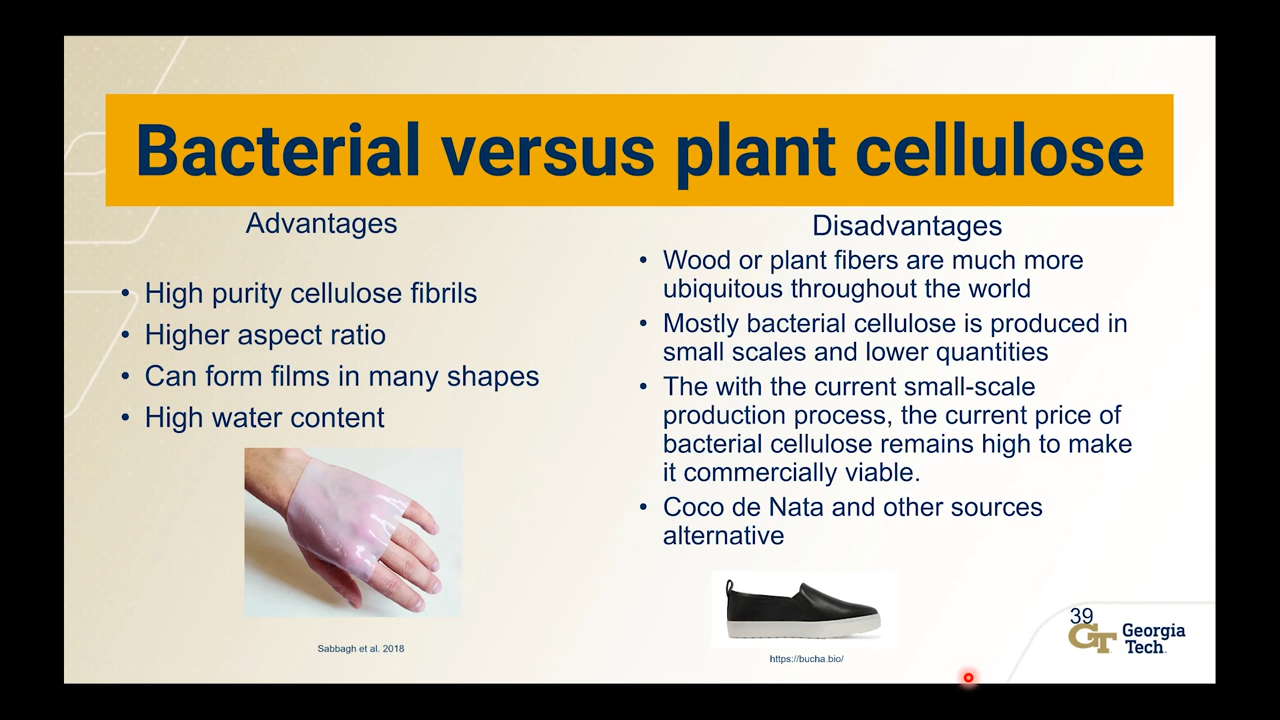 Bacterial versus plant cellulose
Advantages
• High purity cellulose fibrils
• Higher aspect ratio
• Can form films in many shapes
• High water content
Sabbagh et al. 2018
Disadvantages
• Wood or plant fibers are much more
ubiquitous throughout the world
• Mostly bacterial cellulose is produced in
small scales and lower quantities
• The with the current small-scale
production process, the current price of
bacterial cellulose remains high to make
it commercially viable.
• Coco de Nata and other sources
alternative
https://bucha.bio/
39
GT Georgia
Tech